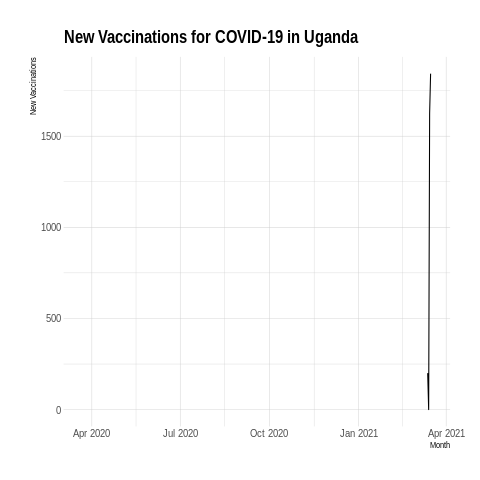 New Vaccinations for COVID-19 in Uganda
New Vaccinations
1500
1000
500
0
Apr 2020 Jul 2020 Oct 2020 Jan 2021 Apr 2021
Month